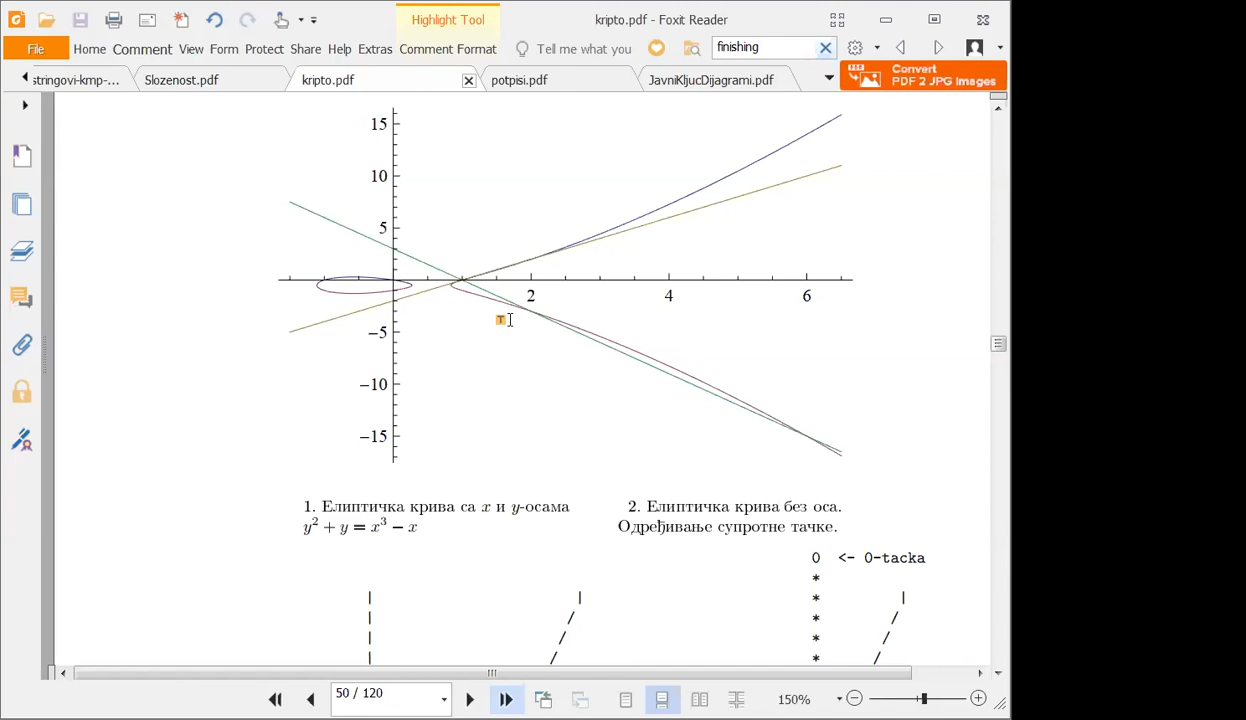 Highlight Tool
kripto.pdf - Foxit Reader
File Home Comment View Form Protect Share Help Extras Comment Format Tell me what you finishing
stringovi-kmp-... Slozenost.pdf kripto.pdf potpisi.pdf JavniKljucDijagrami.pdf
Convert
PDF 2 JPG Images
15
10
5
2 4 6
−5
−10
−15
T
1. Елиптичка крива са x и y-осама
y² + y = x³ − x
2. Елиптичка крива без оса.
Одређивање супротне тачке.
O <- O-tacka
*
| | * |
| / * /
| / * /
| / * /
50 / 120
150%